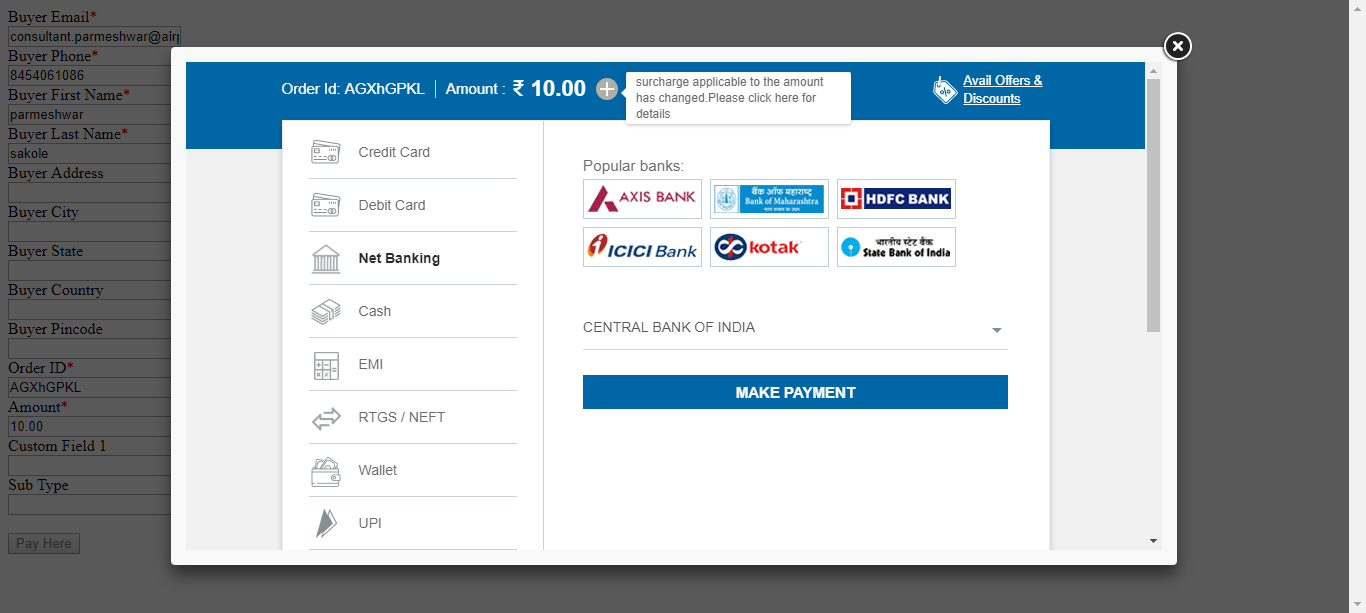 Buyer Email*
consultant.parmeshwar@air
Buyer Phone*
8454061086
Buyer First Name*
parmeshwar
Buyer Last Name*
sakole
Buyer Address
Buyer City
Buyer State
Buyer Country
Buyer Pincode
Order ID*
AGXhGPKL
Amount*
10.00
Custom Field 1
Sub Type
Pay Here
Order Id: AGXhGPKL
Amount : ₹ 10.00
surcharge applicable to the amount
has changed.Please click here for
details
Avail Offers &
Discounts
Credit Card
Debit Card
Net Banking
Cash
EMI
RTGS / NEFT
Wallet
UPI
Popular banks:
AXIS BANK
बैंक ऑफ महाराष्ट्र
Bank of Maharashtra
HDFC BANK
ICICI Bank
kotak
भारतीय स्टेट बैंक
State Bank of India
CENTRAL BANK OF INDIA
MAKE PAYMENT